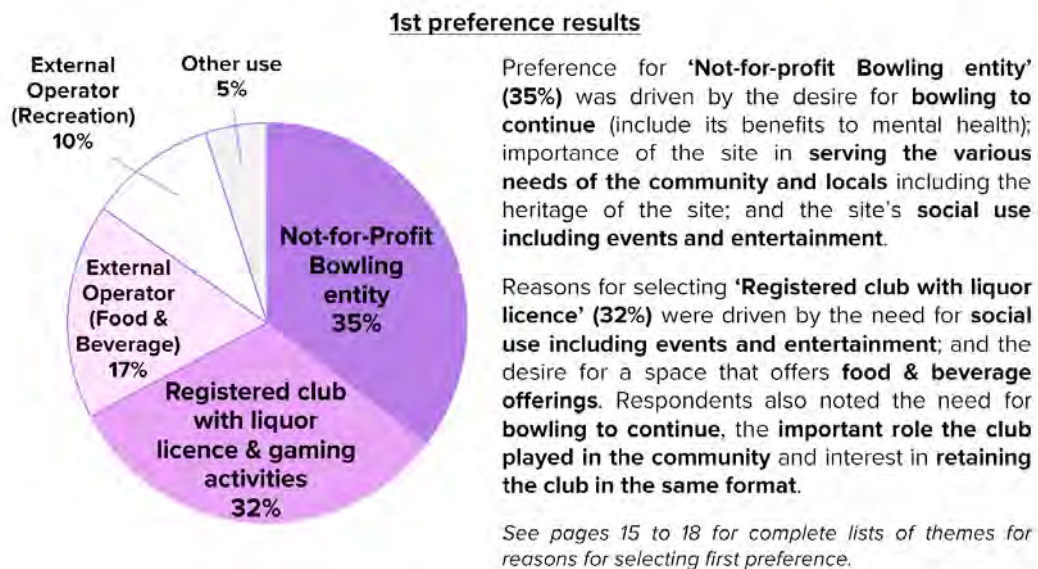 1st preference results
External
Operator
(Recreation)
10%
Other use
5%
Not-for-Profit
Bowling
entity
35%
External
Operator
(Food &
Beverage)
17%
Registered club
with liquor
licence & gaming
activities
32%
Preference for ‘Not-for-profit Bowling entity’
(35%) was driven by the desire for bowling to
continue (include its benefits to mental health);
importance of the site in serving the various
needs of the community and locals including the
heritage of the site; and the site’s social use
including events and entertainment.
Reasons for selecting ‘Registered club with liquor
licence’ (32%) were driven by the need for social
use including events and entertainment; and the
desire for a space that offers food & beverage
offerings. Respondents also noted the need for
bowling to continue, the important role the club
played in the community and interest in retaining
the club in the same format.
See pages 15 to 18 for complete lists of themes for
reasons for selecting first preference.